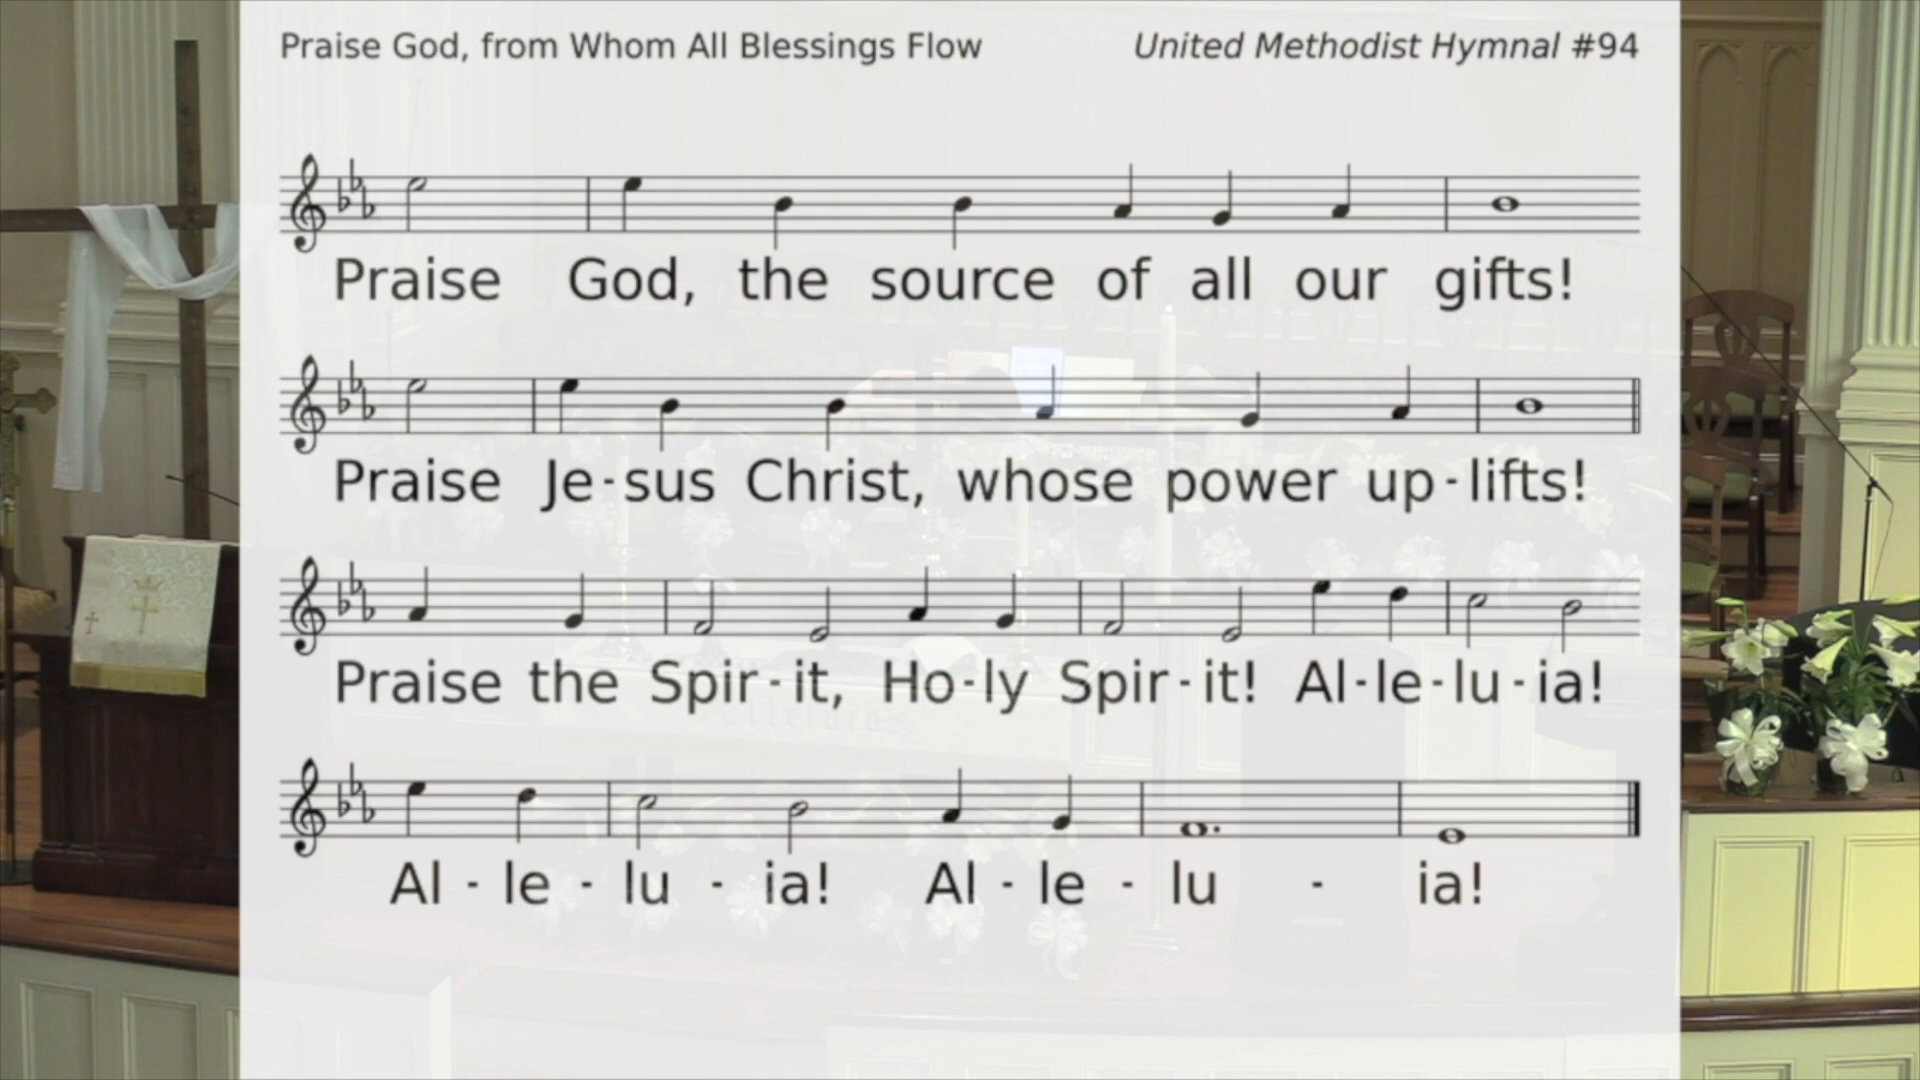 Praise God, from Whom All Blessings Flow United Methodist Hymnal #94
Praise God, the source of all our gifts!
Praise Je-sus Christ, whose power up-lifts!
Praise the Spir-it, Ho-ly Spir-it! Al-le-lu-ia!
Al - le - lu - ia! Al - le - lu - ia!